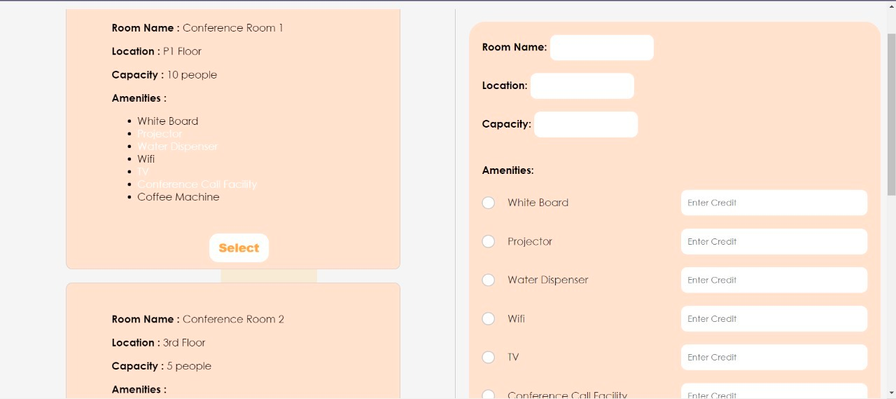 Room Name : Conference Room 1
Location : P1 Floor
Capacity : 10 people
Amenities :
White Board
Projector
Water Dispenser
Wifi
TV
Conference Call Facility
Coffee Machine
Select
Room Name : Conference Room 2
Location : 3rd Floor
Capacity : 5 people
Amenities :
Room Name:
Location:
Capacity:
Amenities:
White Board Enter Credit
Projector Enter Credit
Water Dispenser Enter Credit
Wifi Enter Credit
TV Enter Credit
Conference Call Facility Enter Credit